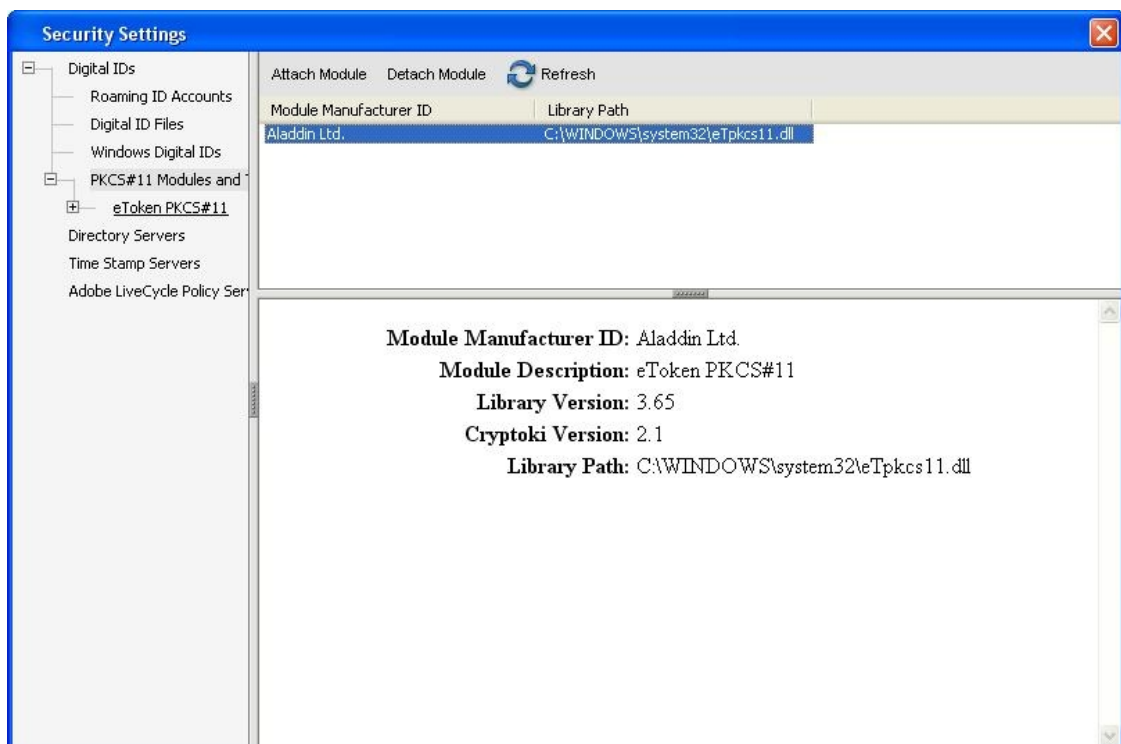 Security Settings
Digital IDs
Roaming ID Accounts
Digital ID Files
Windows Digital IDs
PKCS#11 Modules and
eToken PKCS#11
Directory Servers
Time Stamp Servers
Adobe LiveCycle Policy Ser
Attach Module Detach Module Refresh
Module Manufacturer ID Library Path
Aladdin Ltd. C:\WINDOWS\system32\eTpkcs11.dll
Module Manufacturer ID: Aladdin Ltd.
Module Description: eToken PKCS#11
Library Version: 3.65
Cryptoki Version: 2.1
Library Path: C:\WINDOWS\system32\eTpkcs11.dll